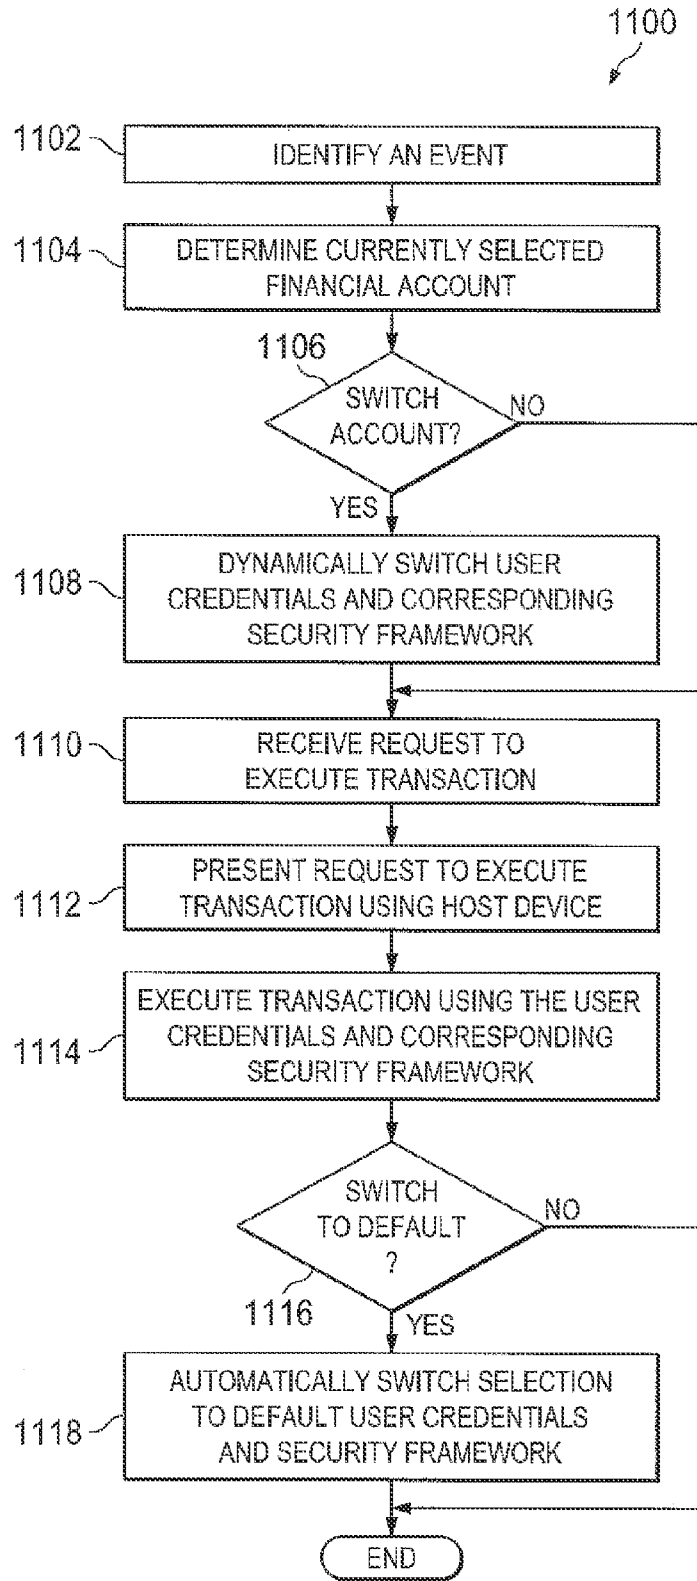 1100
1102
IDENTIFY AN EVENT
1104
DETERMINE CURRENTLY SELECTED
FINANCIAL ACCOUNT
1106
SWITCH
ACCOUNT?
NO
YES
1108
DYNAMICALLY SWITCH USER
CREDENTIALS AND CORRESPONDING
SECURITY FRAMEWORK
1110
RECEIVE REQUEST TO
EXECUTE TRANSACTION
1112
PRESENT REQUEST TO EXECUTE
TRANSACTION USING HOST DEVICE
1114
EXECUTE TRANSACTION USING THE USER
CREDENTIALS AND CORRESPONDING
SECURITY FRAMEWORK
SWITCH
TO DEFAULT
?
NO
1116
YES
1118
AUTOMATICALLY SWITCH SELECTION
TO DEFAULT USER CREDENTIALS
AND SECURITY FRAMEWORK
END